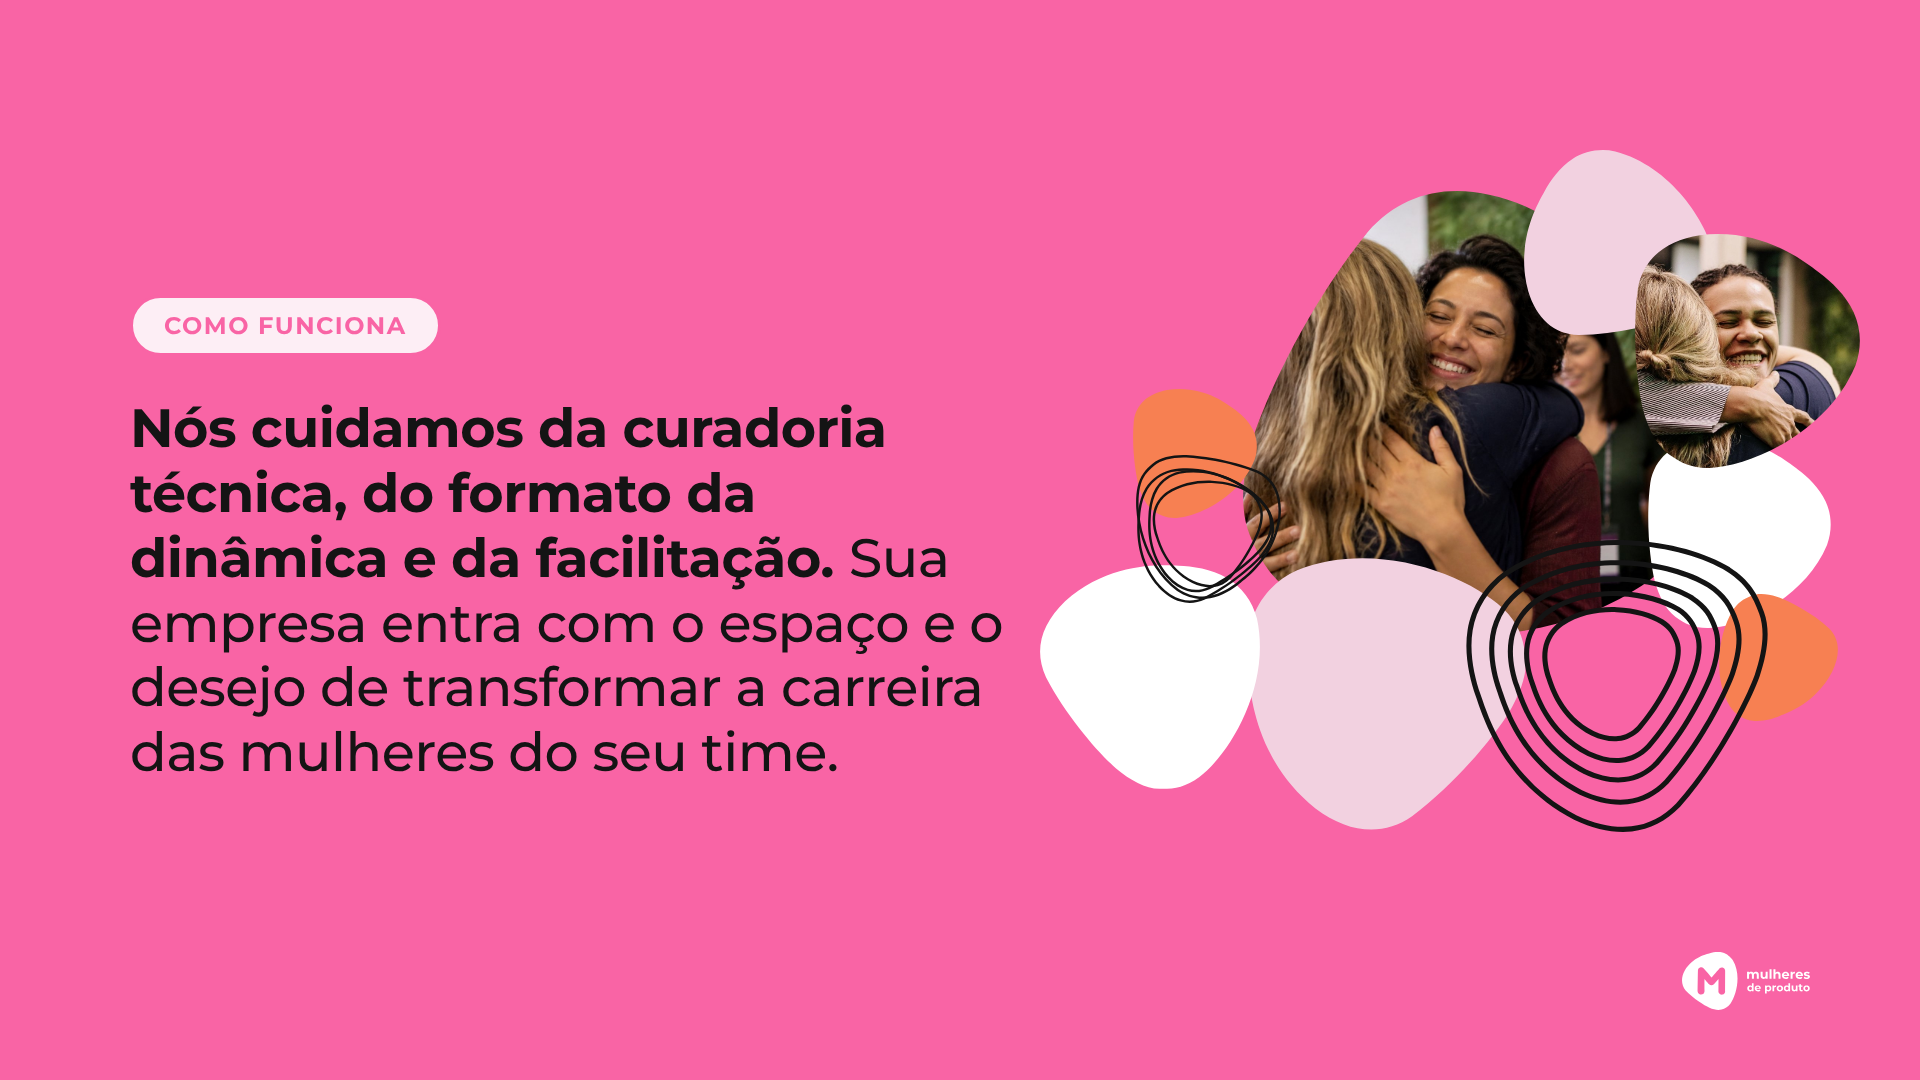 COMO FUNCIONA
Nós cuidamos da curadoria
técnica, do formato da
dinâmica e da facilitação. Sua
empresa entra com o espaço e o
desejo de transformar a carreira
das mulheres do seu time.
M
mulheres
de produto